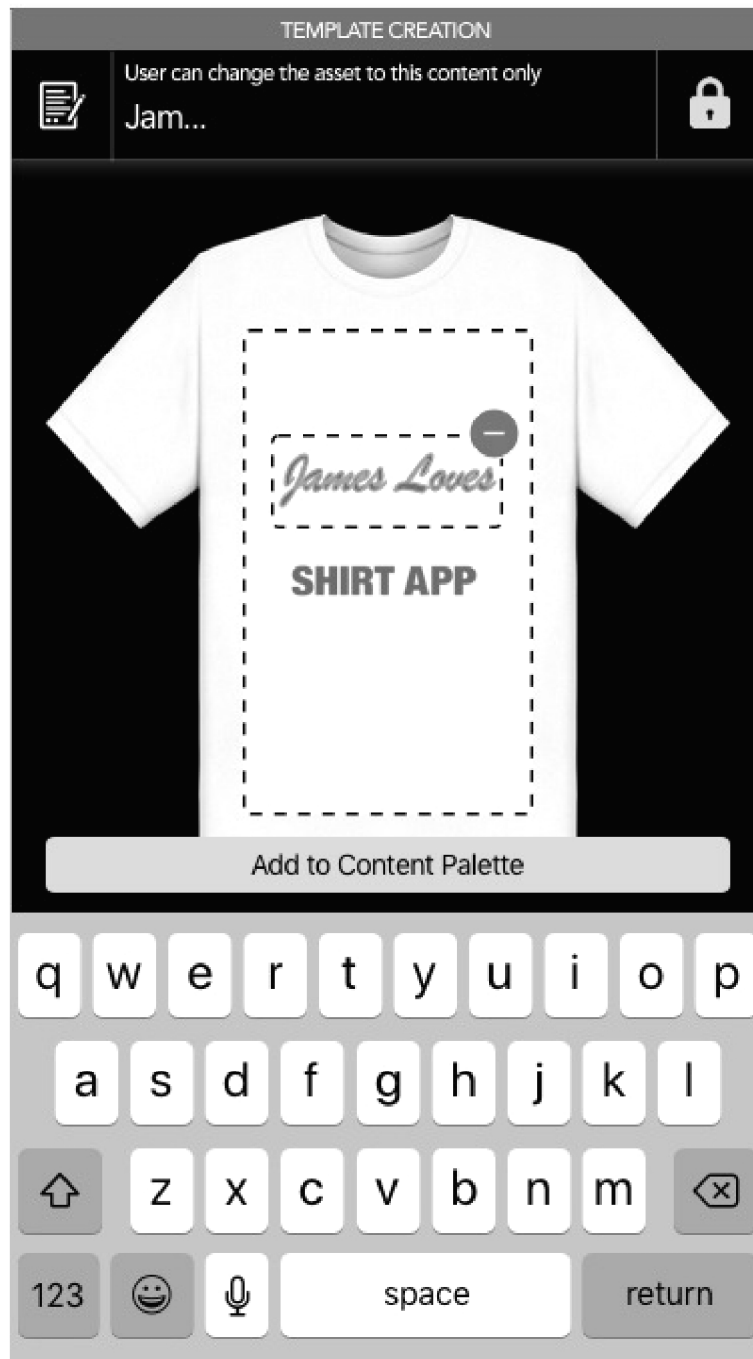 TEMPLATE CREATION
User can change the asset to this content only
Jam...
James Loves
SHIRT APP
Add to Content Palette
q w e r t y u i o p
a s d f g h j k l
z x c v b n m
123 space return